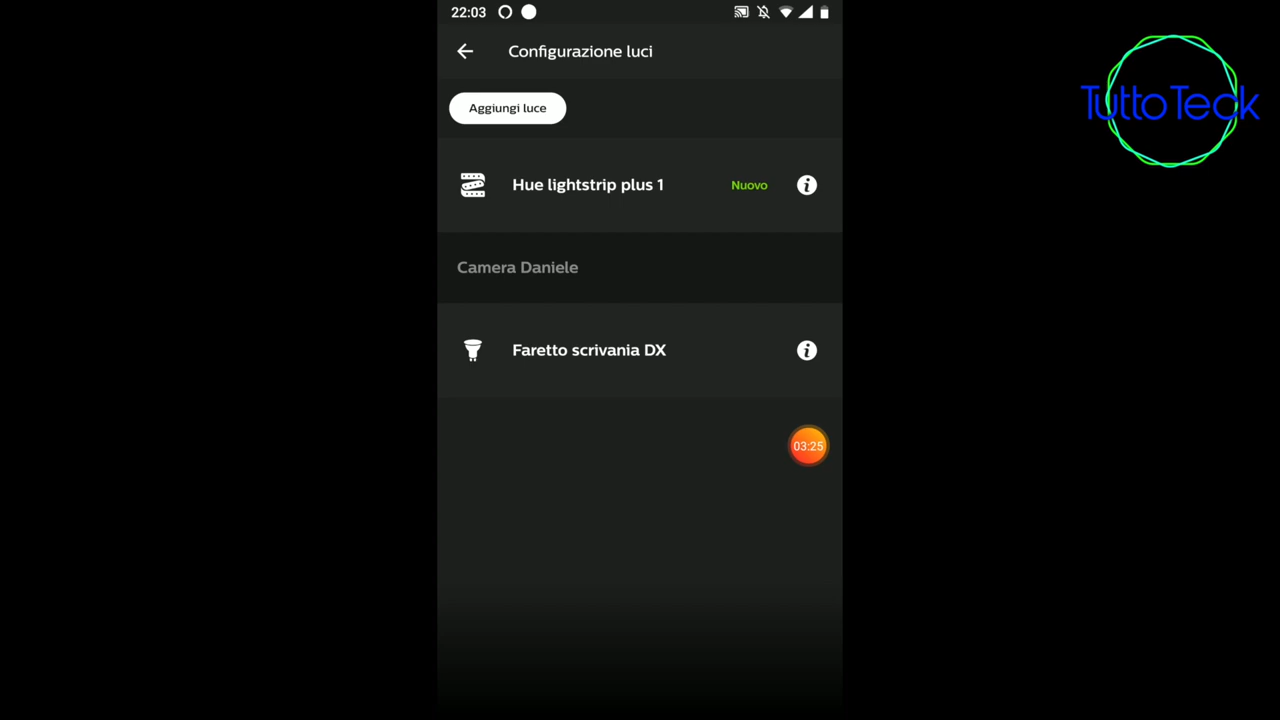 22:03
Configurazione luci
Aggiungi luce
Hue lightstrip plus 1
Nuovo
Camera Daniele
Faretto scrivania DX
03:25
TuttoTeck